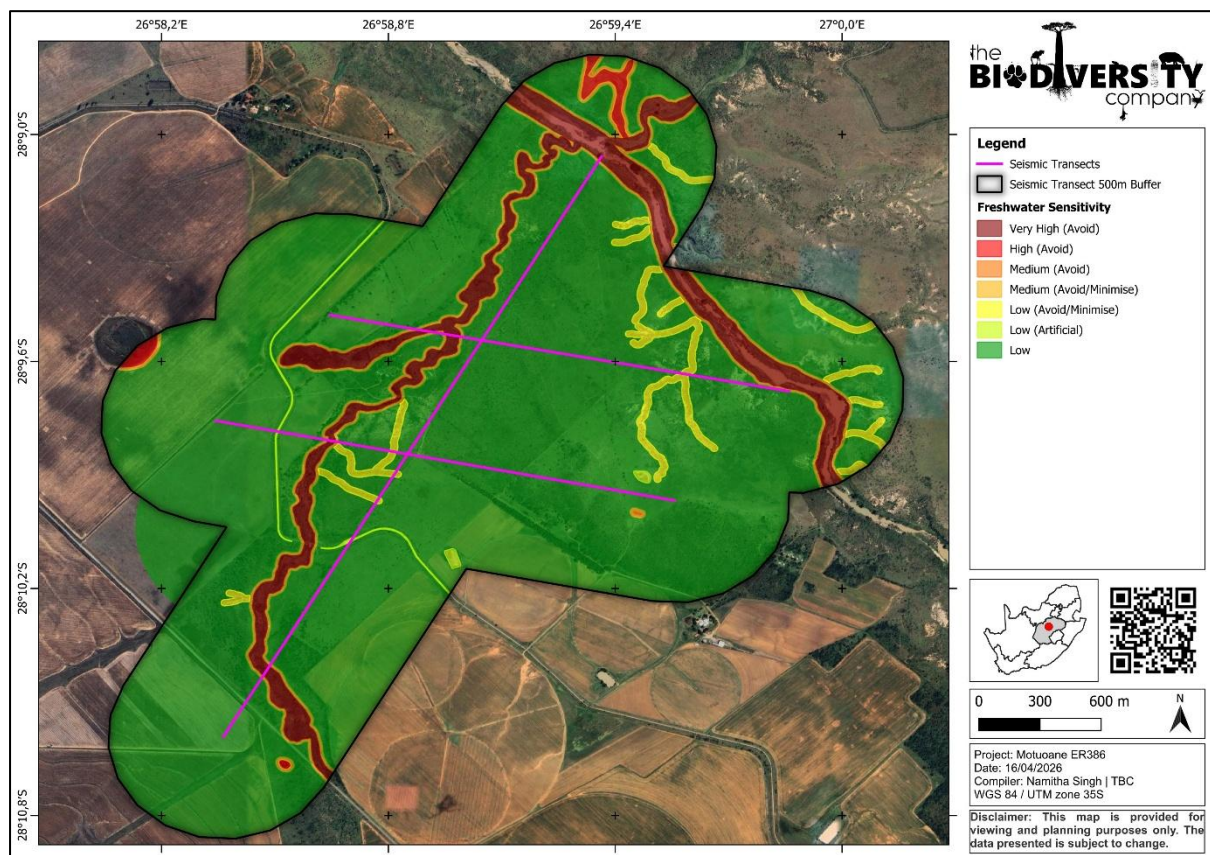 26°58,2'E 26°58,8'E 26°59,4'E 27°0,0'E
28°9,0'S
28°9,6'S
28°10,2'S
28°10,8'S
the
BIODIVERSITY
company
Legend
Seismic Transects
Seismic Transect 500m Buffer
Freshwater Sensitivity
Very High (Avoid)
High (Avoid)
Medium (Avoid)
Medium (Avoid/Minimise)
Low (Avoid/Minimise)
Low (Artificial)
Low
0 300 600 m
N
Project: Motuoane ER386
Date: 16/04/2026
Compiler: Namitha Singh | TBC
WGS 84 / UTM zone 35S
Disclaimer: This map is provided for
viewing and planning purposes only. The
data presented is subject to change.